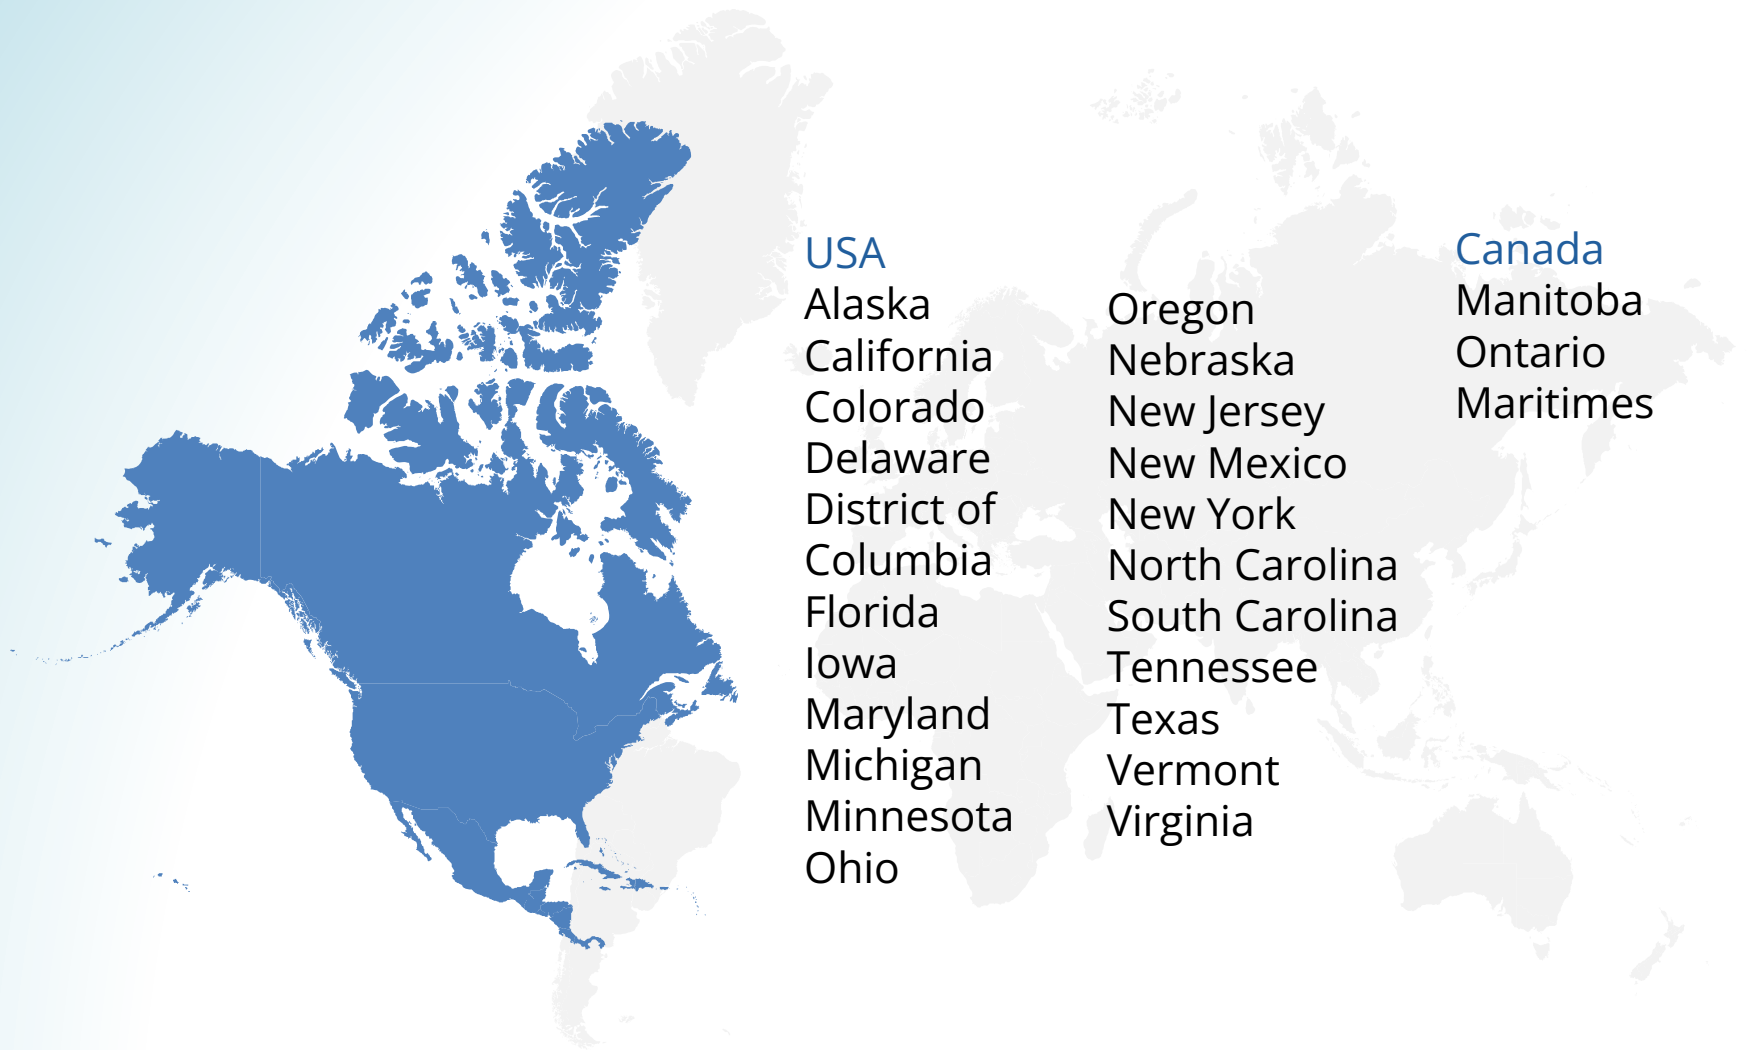 USA
Alaska
California
Colorado
Delaware
District of
Columbia
Florida
Iowa
Maryland
Michigan
Minnesota
Ohio
Oregon
Nebraska
New Jersey
New Mexico
New York
North Carolina
South Carolina
Tennessee
Texas
Vermont
Virginia
Canada
Manitoba
Ontario
Maritimes